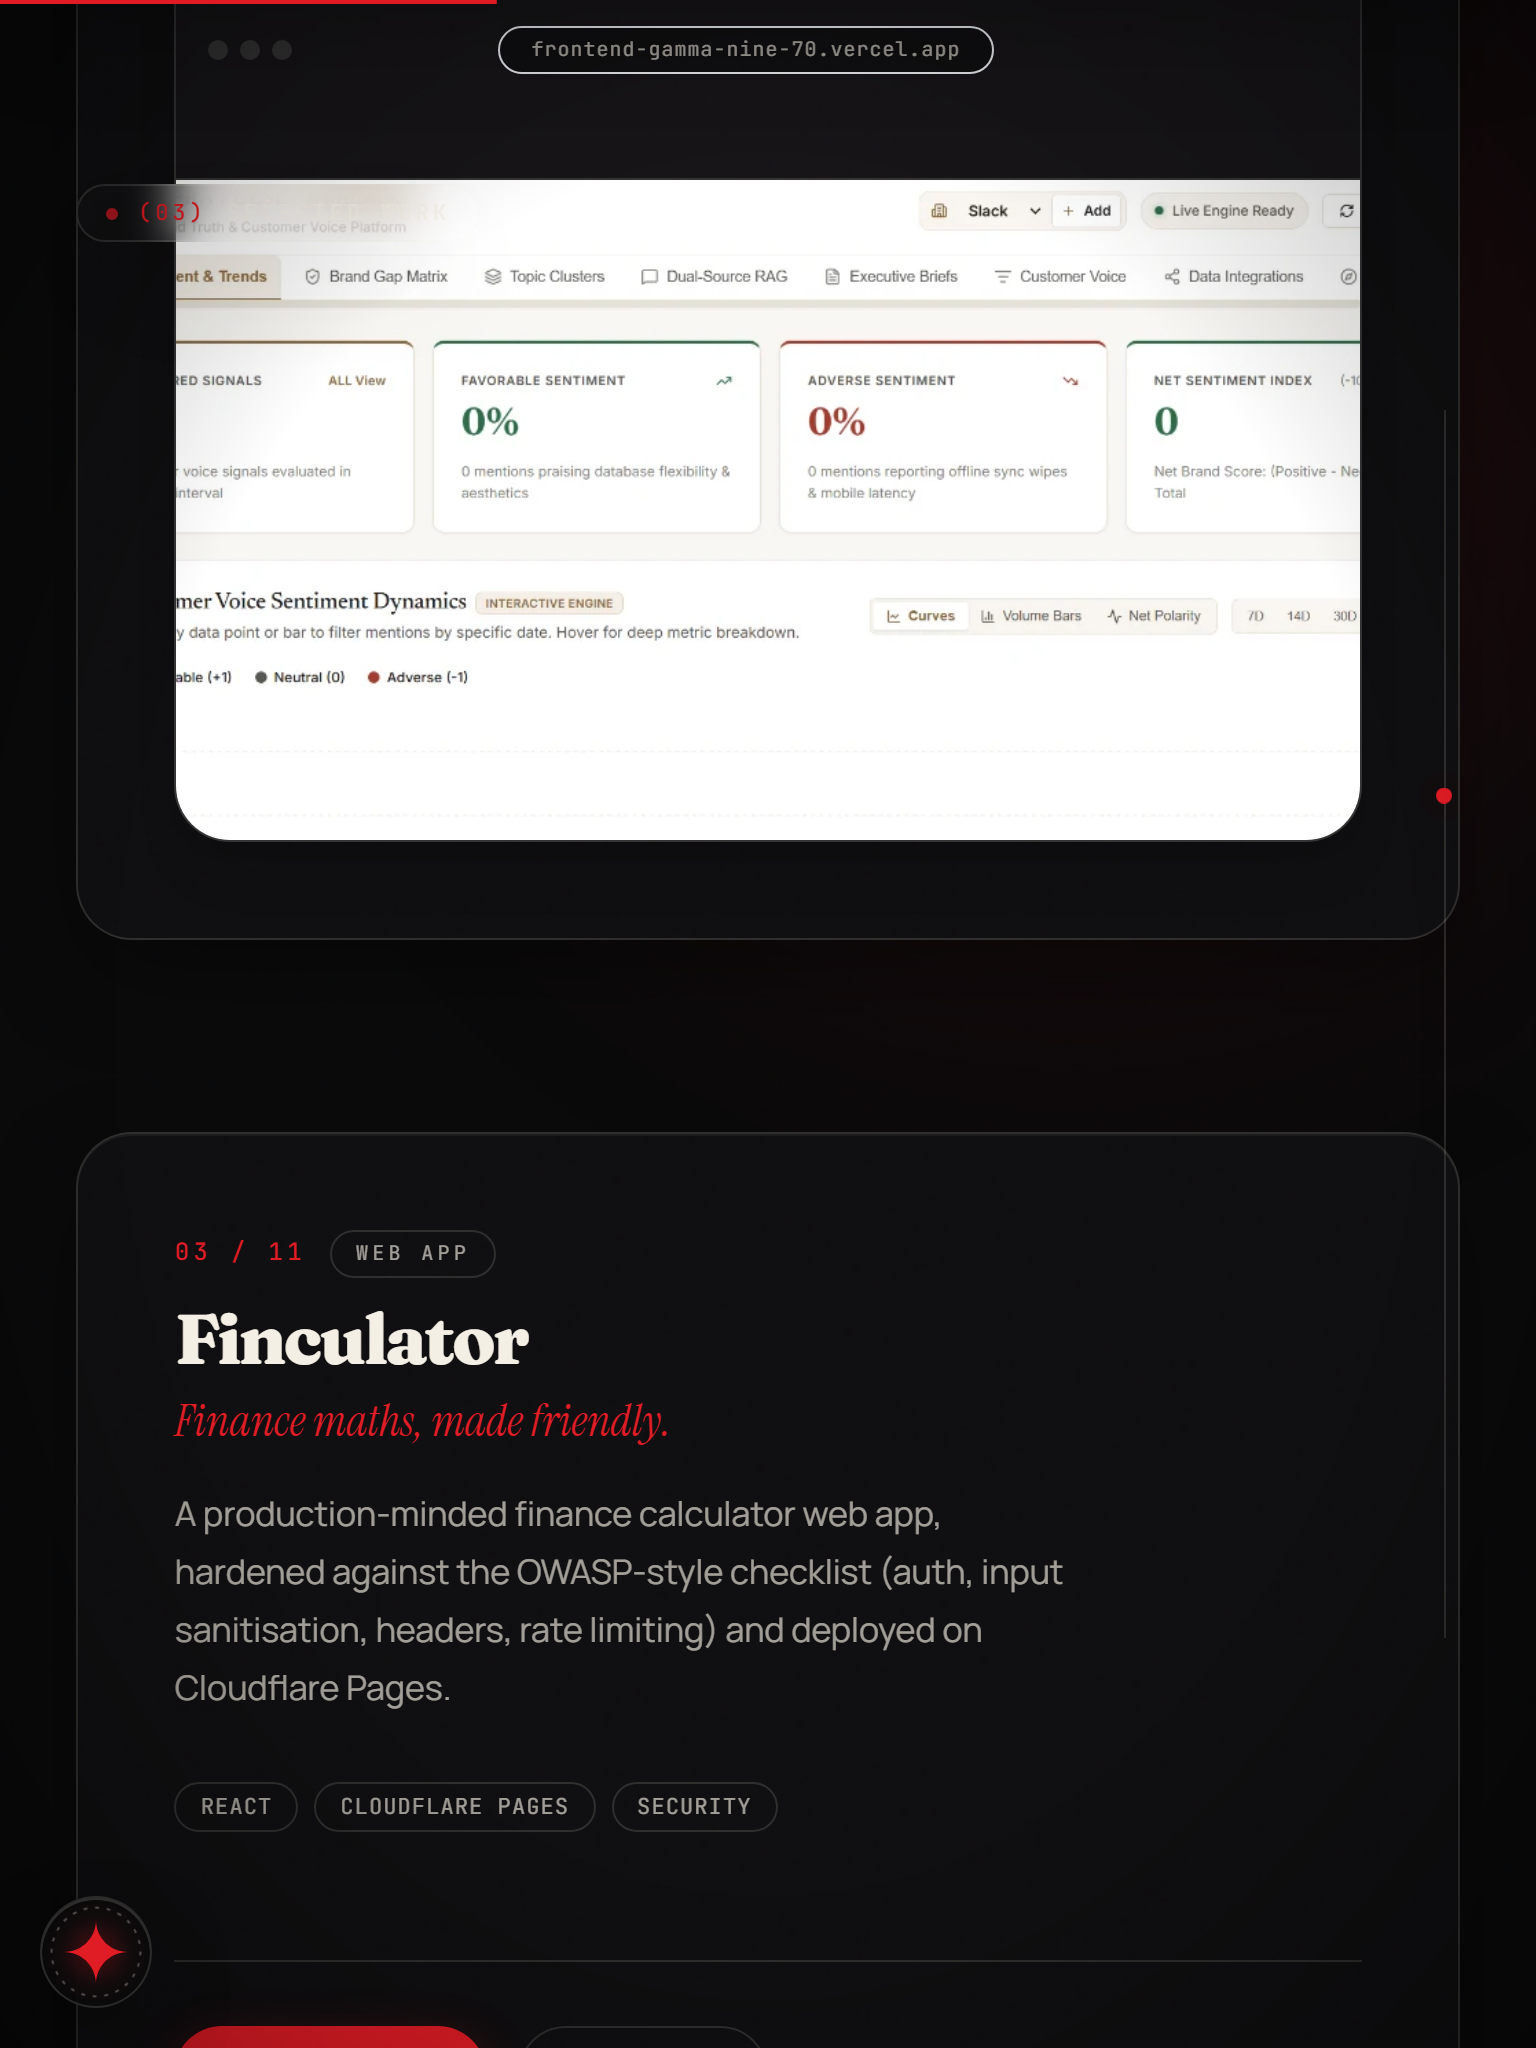 frontend-gamma-nine-70.vercel.app
(03)
d Truth & Customer Voice Platform
Slack
Add
Live Engine Ready
ent & Trends
Brand Gap Matrix
Topic Clusters
Dual-Source RAG
Executive Briefs
Customer Voice
Data Integrations
RED SIGNALS
ALL View
r voice signals evaluated in
interval
FAVORABLE SENTIMENT
0%
0 mentions praising database flexibility &
aesthetics
ADVERSE SENTIMENT
0%
0 mentions reporting offline sync wipes
& mobile latency
NET SENTIMENT INDEX (-10
0
Net Brand Score: (Positive - Ne
Total
mer Voice Sentiment Dynamics
INTERACTIVE ENGINE
y data point or bar to filter mentions by specific date. Hover for deep metric breakdown.
Curves
Volume Bars
Net Polarity
7D
14D
30D
able (+1)
Neutral (0)
Adverse (-1)
03 / 11
WEB APP
Finculator
Finance maths, made friendly.
A production-minded finance calculator web app,
hardened against the OWASP-style checklist (auth, input
sanitisation, headers, rate limiting) and deployed on
Cloudflare Pages.
REACT
CLOUDFLARE PAGES
SECURITY